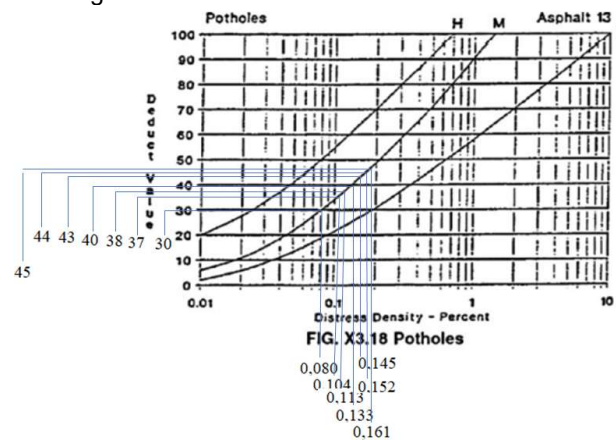 Potholes H M Asphalt 13
100
90
80
70
60
50
40
30
20
10
0
Deduct Value
45
44 43 40 38 37 30
0.01 0.1 1 10
Distress Density - Percent
FIG. X3.18 Potholes
0,080 0,145
0,104 0,152
0,113
0,133
0,161